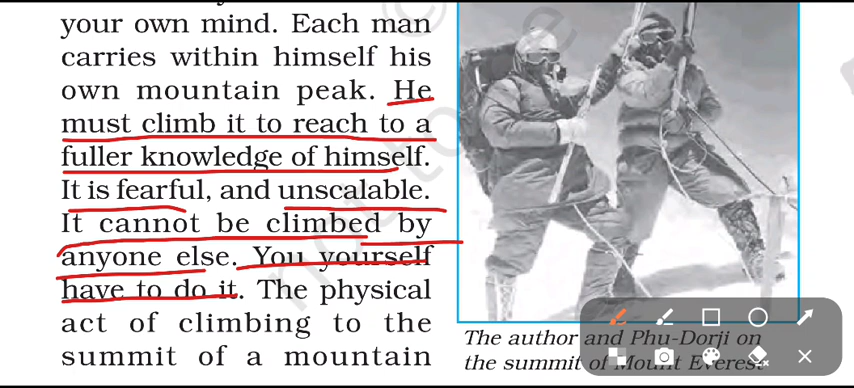 your own mind. Each man
carries within himself his
own mountain peak. He
must climb it to reach to a
fuller knowledge of himself.
It is fearful, and unscalable.
It cannot be climbed by
anyone else. You yourself
have to do it. The physical
act of climbing to the
summit of a mountain
The author and Phu-Dorji on
the summit of Mount Everest